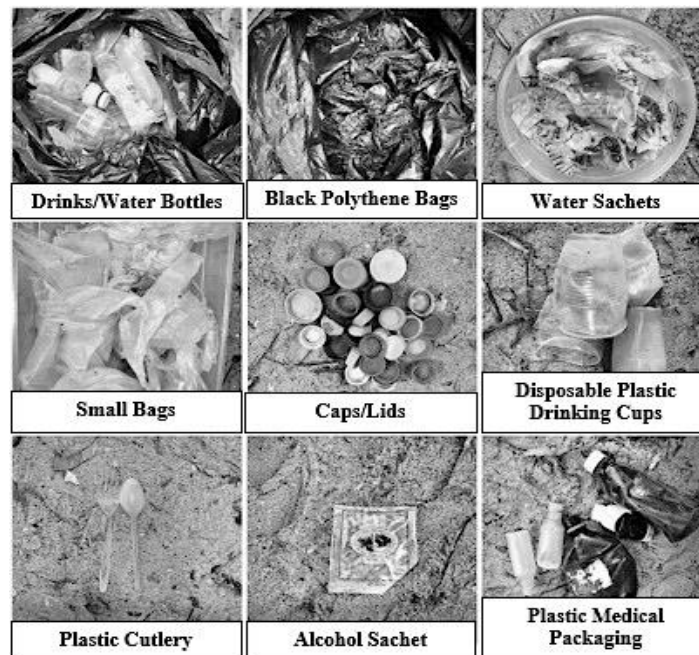 Drinks/Water Bottles
Black Polythene Bags
Water Sachets
Small Bags
Caps/Lids
Disposable Plastic
Drinking Cups
Plastic Cutlery
Alcohol Sachet
Plastic Medical
Packaging